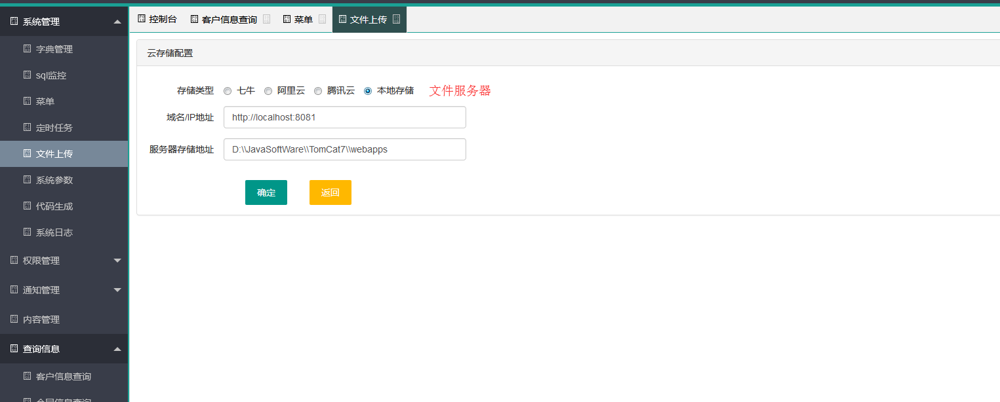 系统管理
字典管理
sql监控
菜单
定时任务
文件上传
系统参数
代码生成
系统日志
权限管理
通知管理
内容管理
查询信息
客户信息查询
控制台 客户信息查询 菜单 文件上传
云存储配置
存储类型 七牛 阿里云 腾讯云 本地存储 文件服务器
域名/IP地址 http://localhost:8081
服务器存储地址 D:\\JavaSoftWare\\TomCat7\\webapps
确定 返回